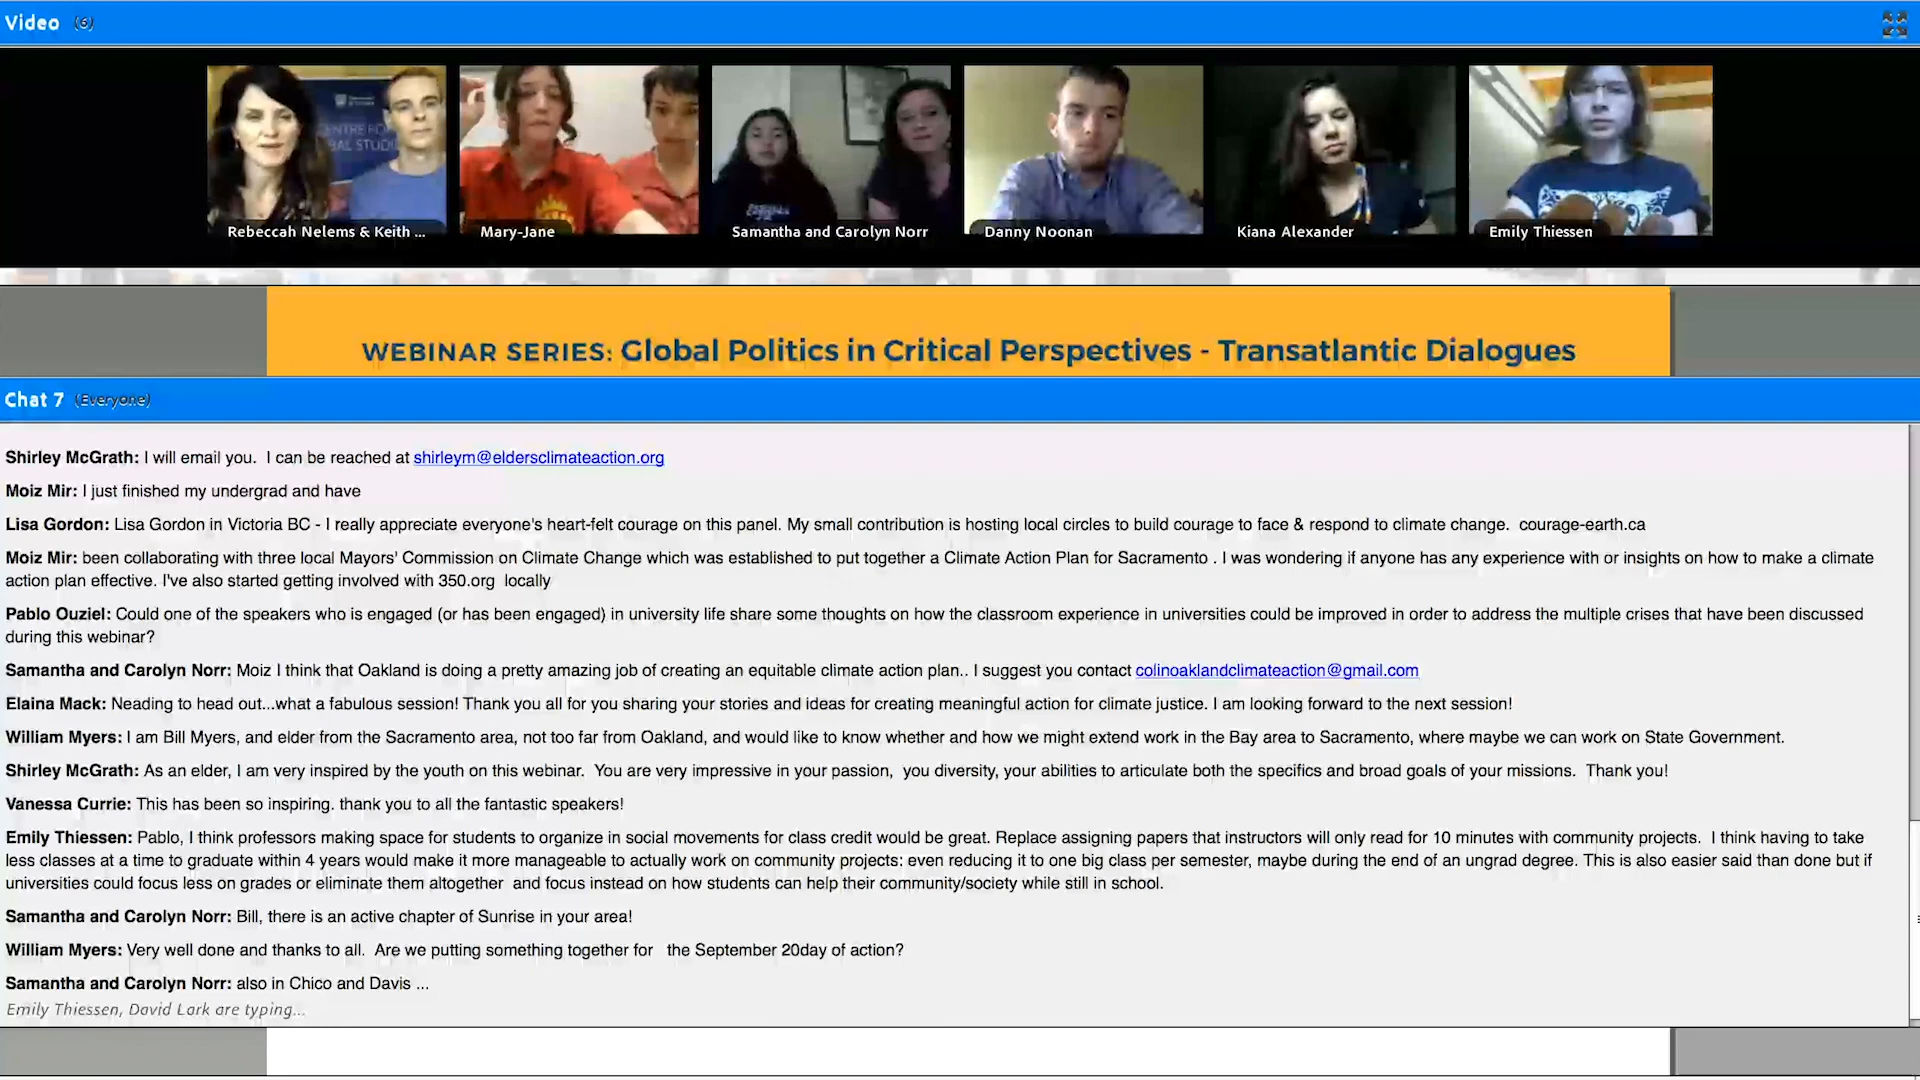 Video (6)
CENTRE FO
BAL STUDI
Rebeccah Nelems & Keith ...
Mary-Jane
Samantha and Carolyn Norr
Danny Noonan
Kiana Alexander
Emily Thiessen
WEBINAR SERIES: Global Politics in Critical Perspectives - Transatlantic Dialogues
Chat 7 (Everyone)
Shirley McGrath: I will email you.  I can be reached at shirleym@eldersclimateaction.org
Moiz Mir: I just finished my undergrad and have
Lisa Gordon: Lisa Gordon in Victoria BC - I really appreciate everyone's heart-felt courage on this panel. My small contribution is hosting local circles to build courage to face & respond to climate change.  courage-earth.ca
Moiz Mir: been collaborating with three local Mayors' Commission on Climate Change which was established to put together a Climate Action Plan for Sacramento . I was wondering if anyone has any experience with or insights on how to make a climate
action plan effective. I've also started getting involved with 350.org  locally
Pablo Ouziel: Could one of the speakers who is engaged (or has been engaged) in university life share some thoughts on how the classroom experience in universities could be improved in order to address the multiple crises that have been discussed
during this webinar?
Samantha and Carolyn Norr: Moiz I think that Oakland is doing a pretty amazing job of creating an equitable climate action plan.. I suggest you contact colinoaklandclimateaction@gmail.com
Elaina Mack: Neading to head out...what a fabulous session! Thank you all for you sharing your stories and ideas for creating meaningful action for climate justice. I am looking forward to the next session!
William Myers: I am Bill Myers, and elder from the Sacramento area, not too far from Oakland, and would like to know whether and how we might extend work in the Bay area to Sacramento, where maybe we can work on State Government.
Shirley McGrath: As an elder, I am very inspired by the youth on this webinar.  You are very impressive in your passion,  you diversity, your abilities to articulate both the specifics and broad goals of your missions.  Thank you!
Vanessa Currie: This has been so inspiring. thank you to all the fantastic speakers!
Emily Thiessen: Pablo, I think professors making space for students to organize in social movements for class credit would be great. Replace assigning papers that instructors will only read for 10 minutes with community projects.  I think having to take
less classes at a time to graduate within 4 years would make it more manageable to actually work on community projects: even reducing it to one big class per semester, maybe during the end of an ungrad degree. This is also easier said than done but if
universities could focus less on grades or eliminate them altogether  and focus instead on how students can help their community/society while still in school.
Samantha and Carolyn Norr: Bill, there is an active chapter of Sunrise in your area!
William Myers: Very well done and thanks to all.  Are we putting something together for   the September 20day of action?
Samantha and Carolyn Norr: also in Chico and Davis ...
Emily Thiessen, David Lark are typing...